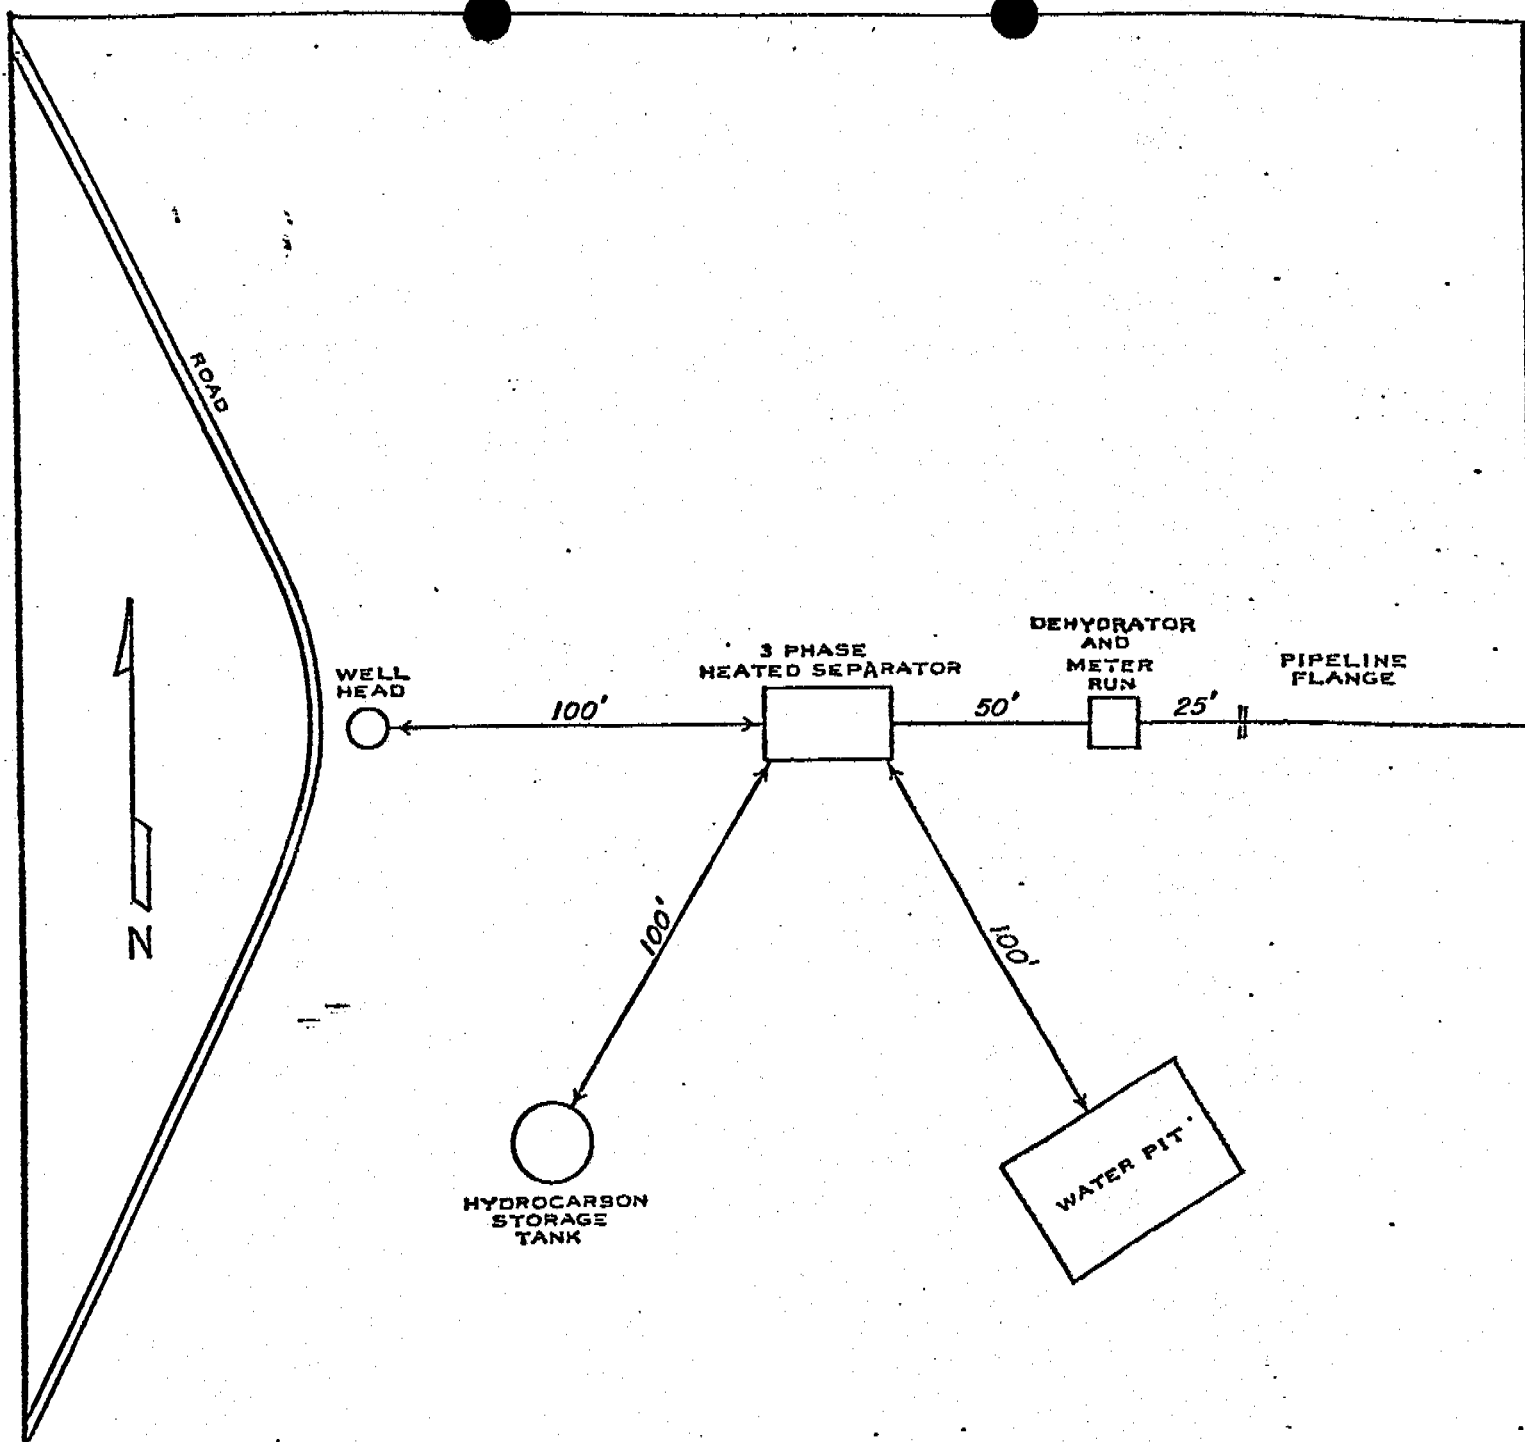 ROAD
N
WELL
HEAD
100'
3 PHASE
HEATED SEPARATOR
50'
DEHYDRATOR
AND
METER
RUN
25'
PIPELINE
FLANGE
100'
100'
HYDROCARBON
STORAGE
TANK
WATER PIT